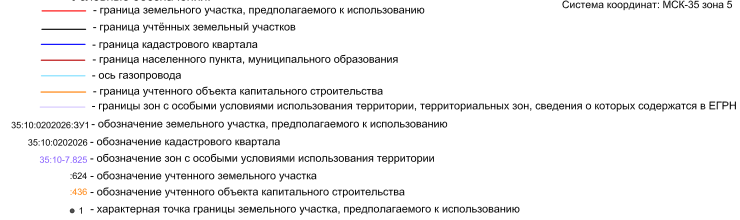 Система координат: МСК-35 зона 5
- граница земельного участка, предполагаемого к использованию
- граница учтённых земельный участков
- граница кадастрового квартала
- граница населенного пункта, муниципального образования
- ось газопровода
- граница учтенного объекта капитального строительства
- границы зон с особыми условиями использования территории, территориальных зон, сведения о которых содержатся в ЕГРН
35:10:0202026:ЗУ1 - обозначение земельного участка, предполагаемого к использованию
35:10:0202026 - обозначение кадастрового квартала
35:10-7.825 - обозначение зон с особыми условиями использования территории
:624 - обозначение учтенного земельного участка
:436 - обозначение учтенного объекта капитального строительства
1 - характерная точка границы земельного участка, предполагаемого к использованию